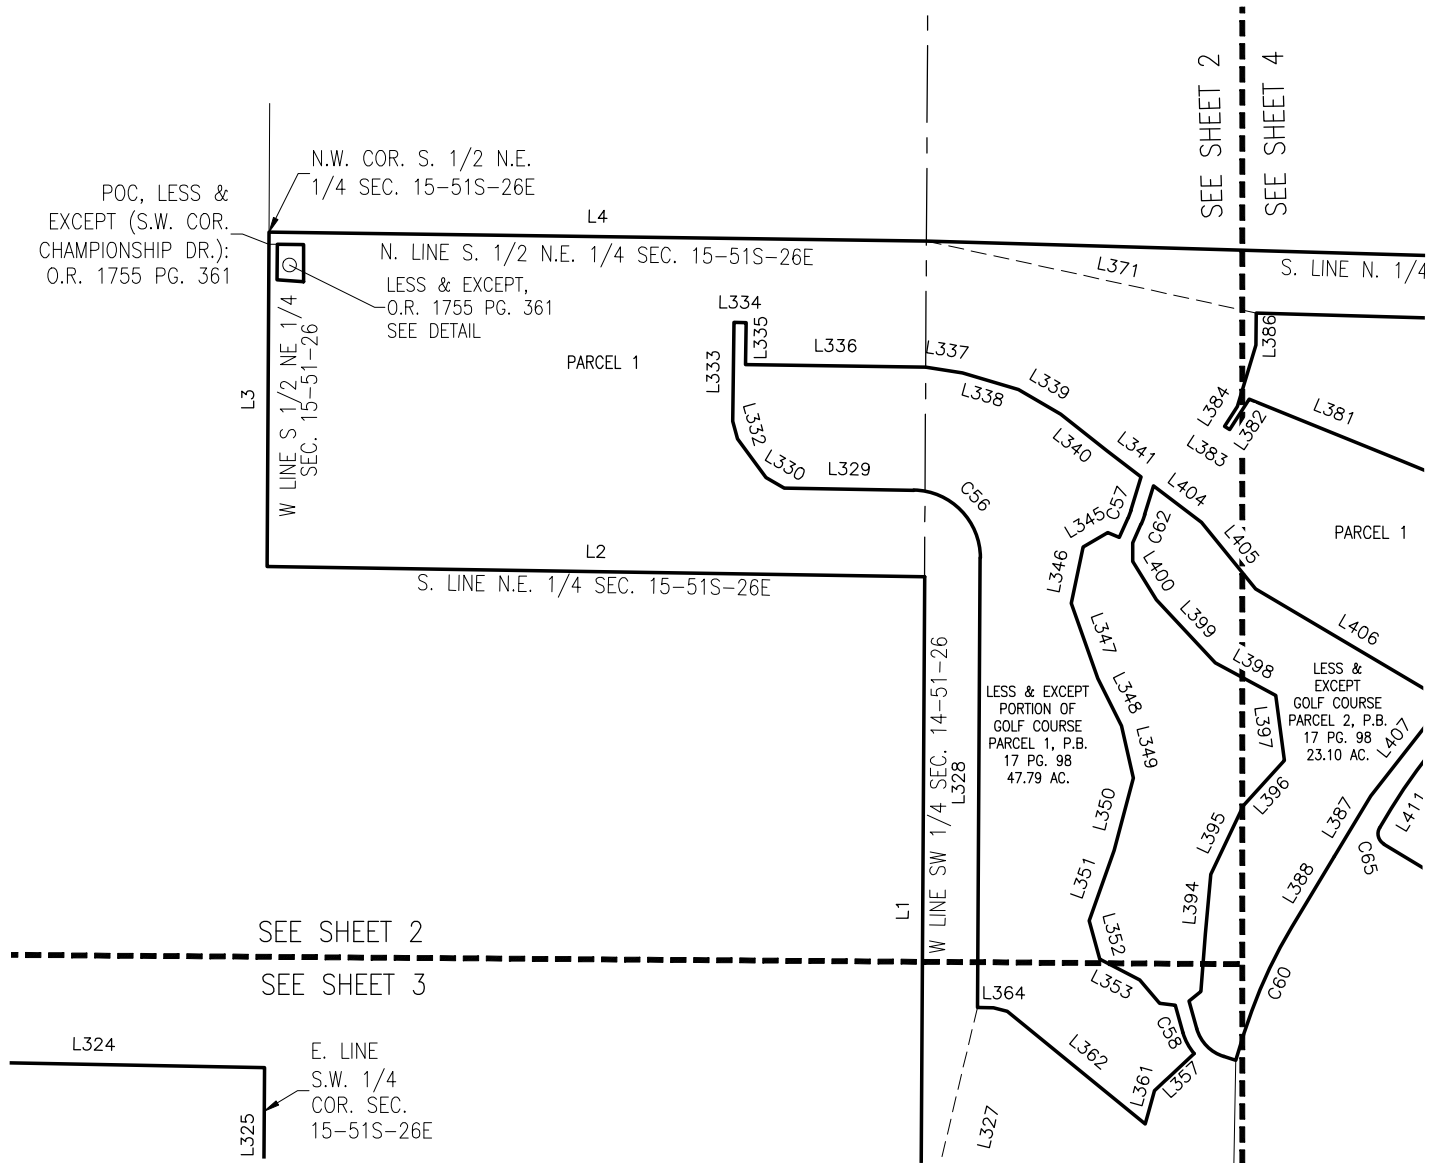 SEE SHEET 2
SEE SHEET 4
N.W. COR. S. 1/2 N.E.
1/4 SEC. 15-51S-26E
POC, LESS &
EXCEPT (S.W. COR.
CHAMPIONSHIP DR.):
O.R. 1755 PG. 361
L4
N. LINE S. 1/2 N.E. 1/4 SEC. 15-51S-26E
LESS & EXCEPT,
O.R. 1755 PG. 361
SEE DETAIL
L371
S. LINE N. 1/4
L334
L335
L333
L336
L337
L338
L339
L340
L341
L386
L384
L382
L383
L381
PARCEL 1
L3
W LINE S 1/2 NE 1/4
SEC. 15-51-26
L332
L330
L329
C56
C57
L345
L346
C62
L404
L405
L400
L399
L398
L406
PARCEL 1
L2
S. LINE N.E. 1/4 SEC. 15-51S-26E
L347
L348
L349
L350
L351
L352
L353
LESS & EXCEPT
PORTION OF
GOLF COURSE
PARCEL 1, P.B.
17 PG. 98
47.79 AC.
LESS &
EXCEPT
GOLF COURSE
PARCEL 2, P.B.
17 PG. 98
23.10 AC.
L397
L396
L395
L394
L407
L387
L388
L411
C65
C60
L1
W LINE SW 1/4 SEC. 14-51-26
L328
SEE SHEET 2
SEE SHEET 3
L364
L362
L361
L357
C58
L327
L324
L325
E. LINE
S.W. 1/4
COR. SEC.
15-51S-26E